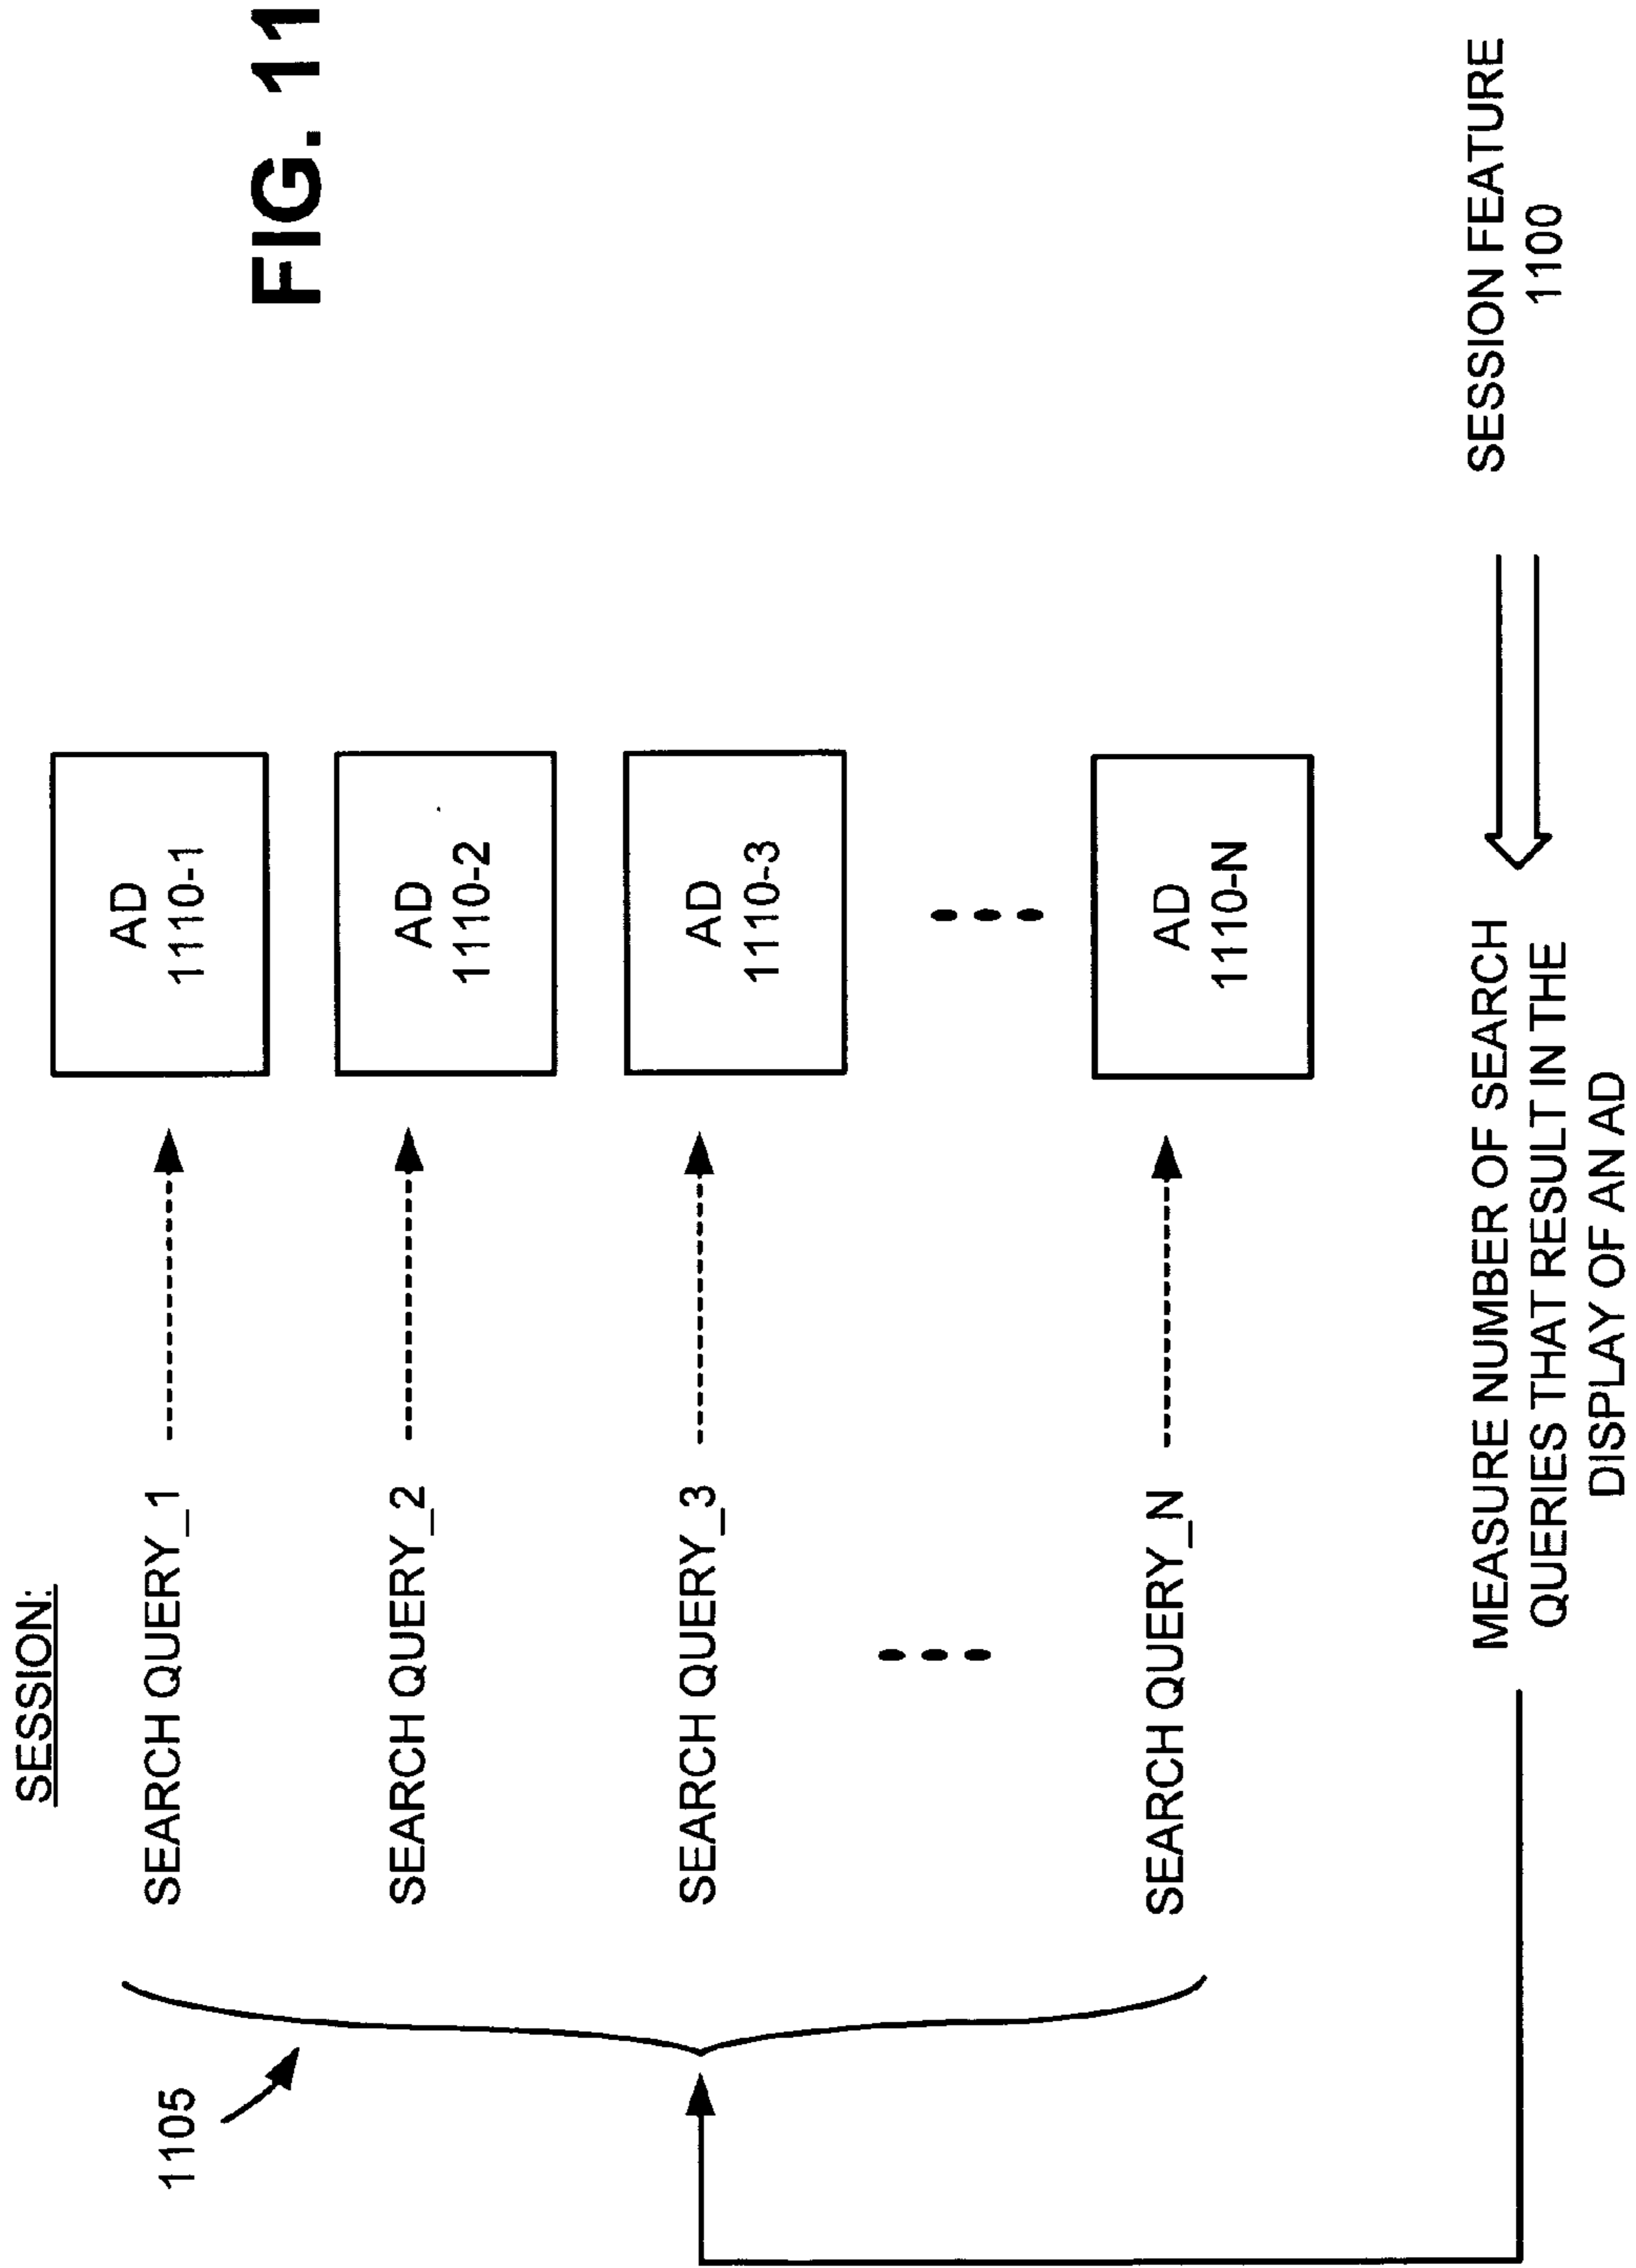 FIG. 11
SESSION:
SEARCH QUERY_1
AD
1110-1
SEARCH QUERY_2
AD
1110-2
SEARCH QUERY_3
AD
1110-3
SEARCH QUERY_N
AD
1110-N
1105
MEASURE NUMBER OF SEARCH
QUERIES THAT RESULT IN THE
DISPLAY OF AN AD
SESSION FEATURE
1100